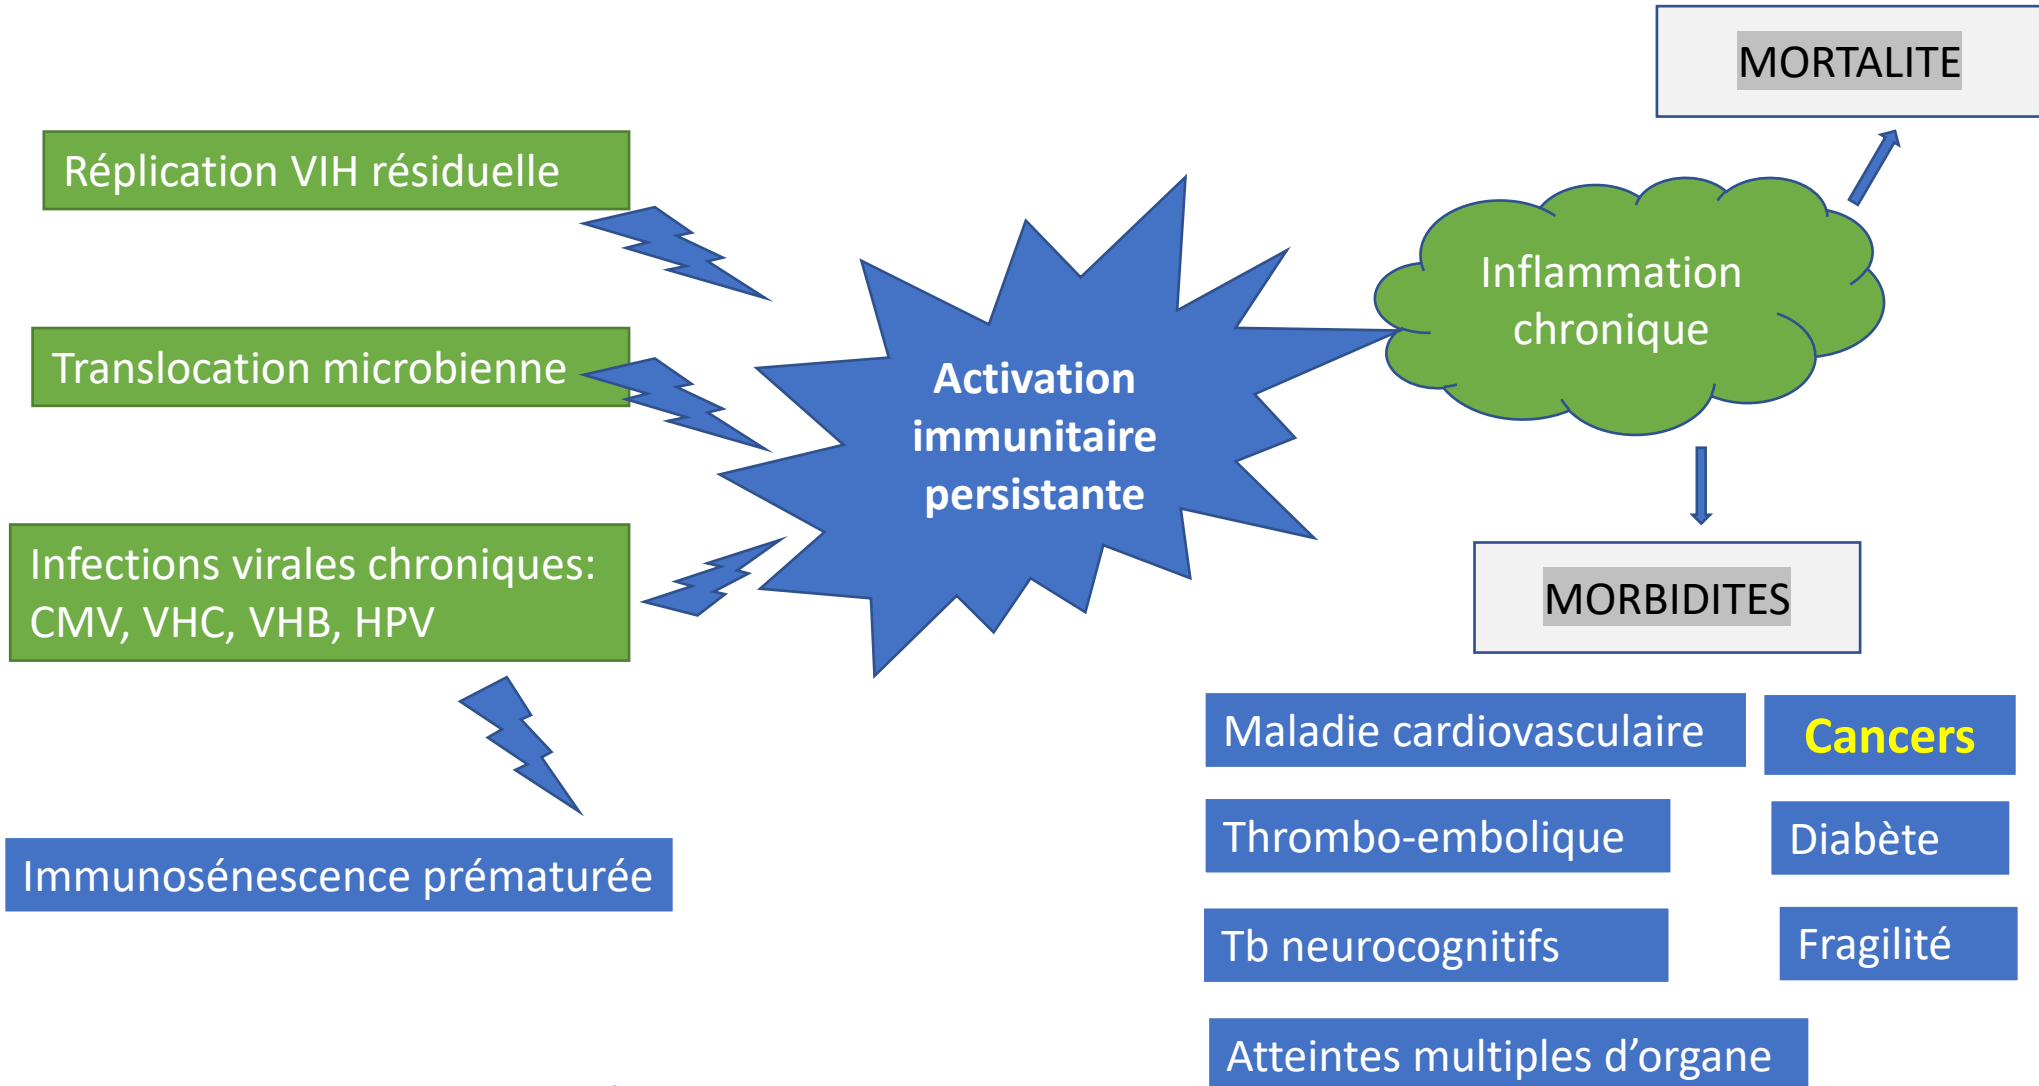 MORTALITE
Réplication VIH résiduelle
Inflammation
chronique
Translocation microbienne
Activation
immunitaire
persistante
Infections virales chroniques:
CMV, VHC, VHB, HPV
MORBIDITES
Maladie cardiovasculaire
Cancers
Thrombo-embolique
Diabète
Immunosénescence prématurée
Tb neurocognitifs
Fragilité
Atteintes multiples d’organe